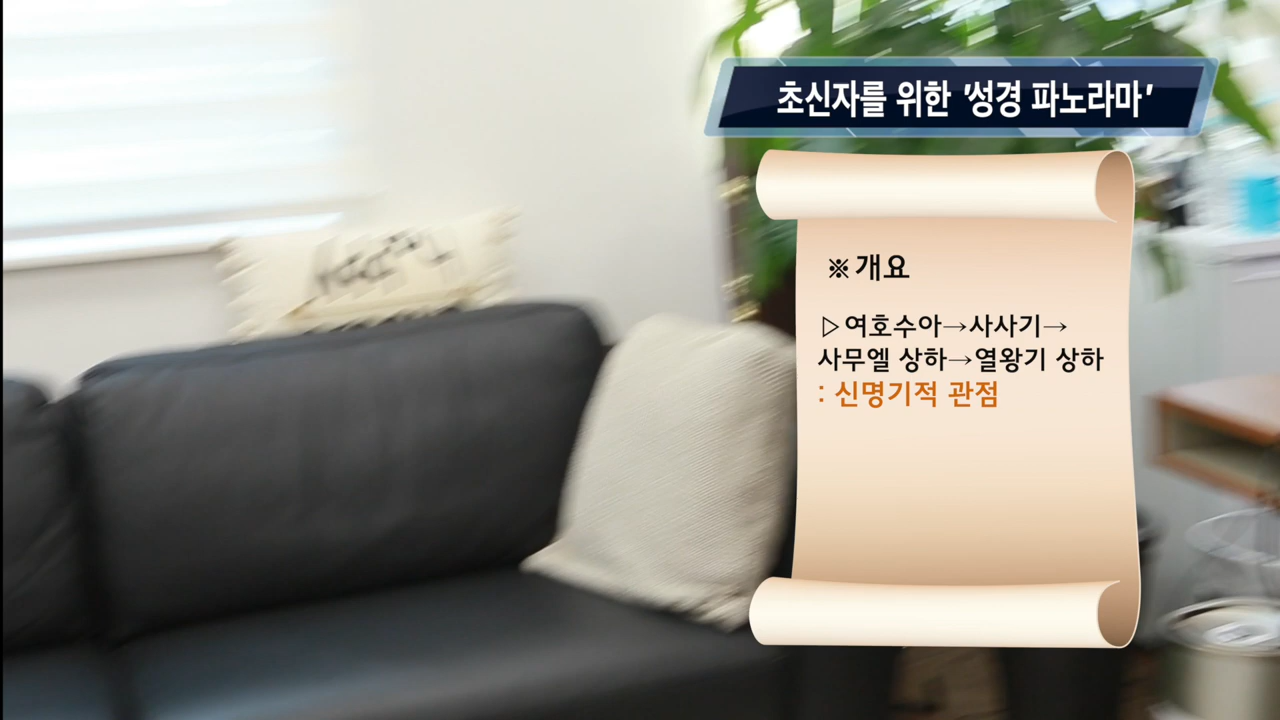 초신자를 위한 '성경 파노라마'
※개요
▷여호수아→사사기→
사무엘 상하→열왕기 상하
: 신명기적 관점